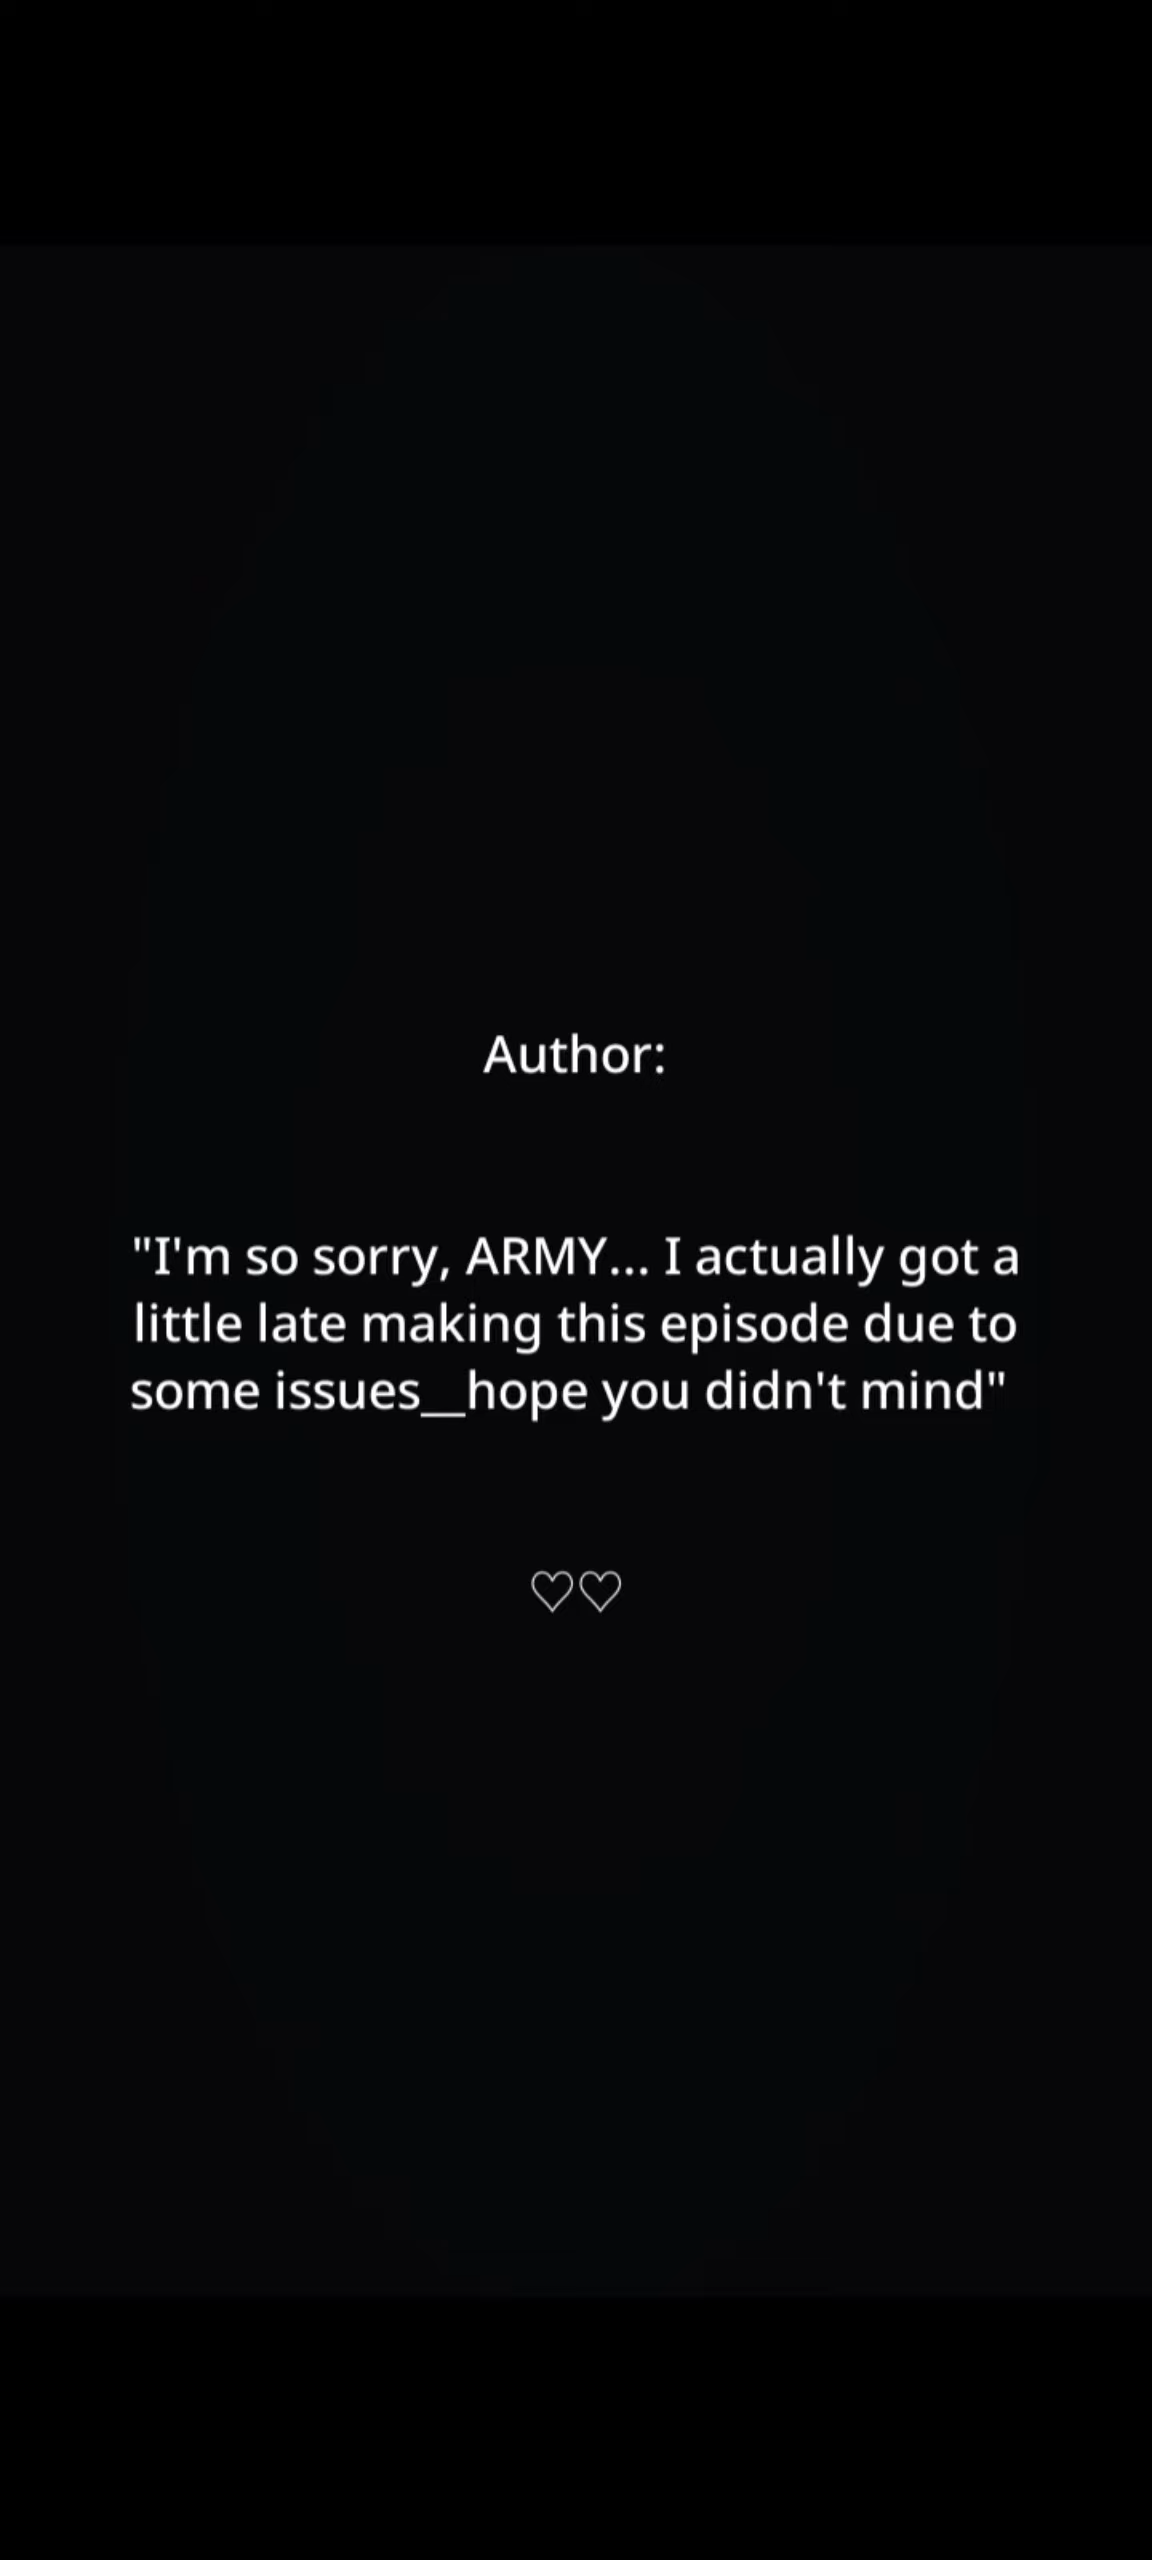 Author:
"I'm so sorry, ARMY... I actually got a
little late making this episode due to
some issues__hope you didn't mind"
♡♡